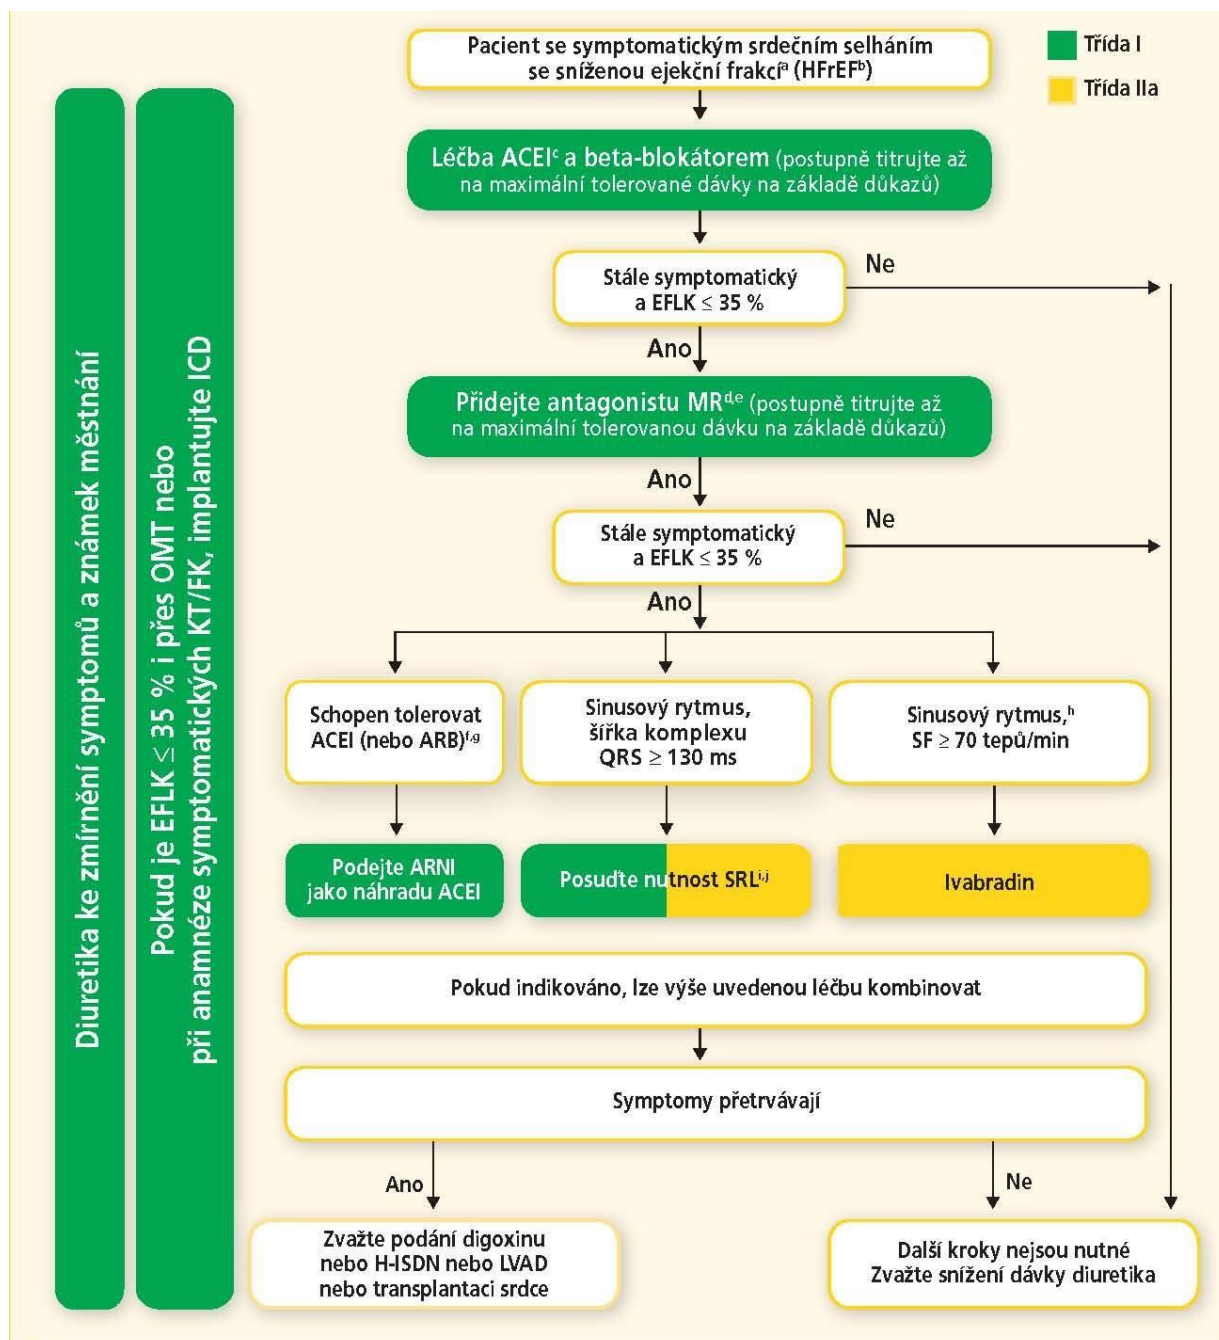 Pacient se symptomatickým srdečním selháním
se sníženou ejekční frakcíᵃ (HFrEFᵇ)
Třída I
Třída IIa
Léčba ACEIᶜ a beta-blokátorem (postupně titrujte až
na maximální tolerované dávky na základě důkazů)
Stále symptomatický
a EFLK ≤ 35 %
Ne
Ano
Přidejte antagonistu MRᵈ,ᵉ (postupně titrujte až
na maximální tolerovanou dávku na základě důkazů)
Ano
Stále symptomatický
a EFLK ≤ 35 %
Ne
Ano
Schopen tolerovat
ACEI (nebo ARB)ᶠ,ᵍ
Sinusový rytmus,
šířka komplexu
QRS ≥ 130 ms
Sinusový rytmus,ʰ
SF ≥ 70 tepů/min
Podejte ARNI
jako náhradu ACEI
Posuďte nutnost SRLⁱ,ʲ
Ivabradin
Pokud indikováno, lze výše uvedenou léčbu kombinovat
Symptomy přetrvávají
Ano
Ne
Zvažte podání digoxinu
nebo H-ISDN nebo LVAD
nebo transplantaci srdce
Další kroky nejsou nutné
Zvažte snížení dávky diuretika
Diuretika ke zmírnění symptomů a známek městnání
Pokud je EFLK ≤ 35 % i přes OMT nebo
při anamnéze symptomatických KT/FK, implantujte ICD